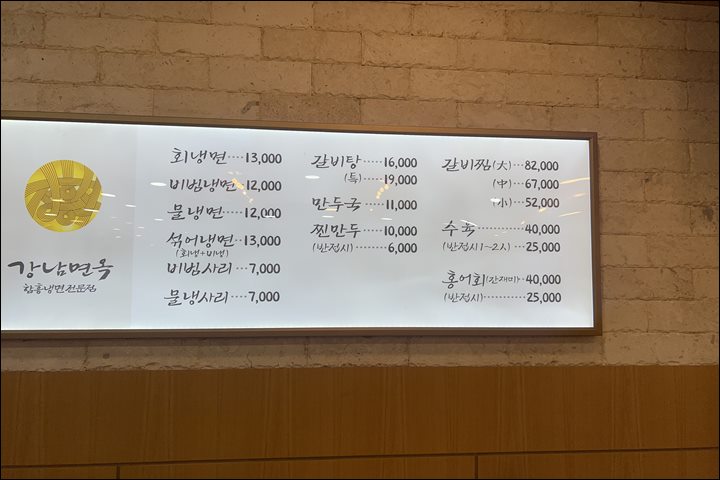 강남면옥
함흥냉면전문점
회냉면····13,000
비빔냉면··12,000
물냉면····12,000
섞어냉면··13,000
(회냉+비냉)
비빔사리···7,000
물냉사리···7,000
갈비탕·····16,000
(특)····19,000
만두국·····11,000
찐만두·····10,000
(반접시)········6,000
갈비찜(大)···82,000
(中)····67,000
(小)····52,000
수육·········40,000
(반접시1~2人)···25,000
홍어회(간재미)··40,000
(반접시)··········25,000